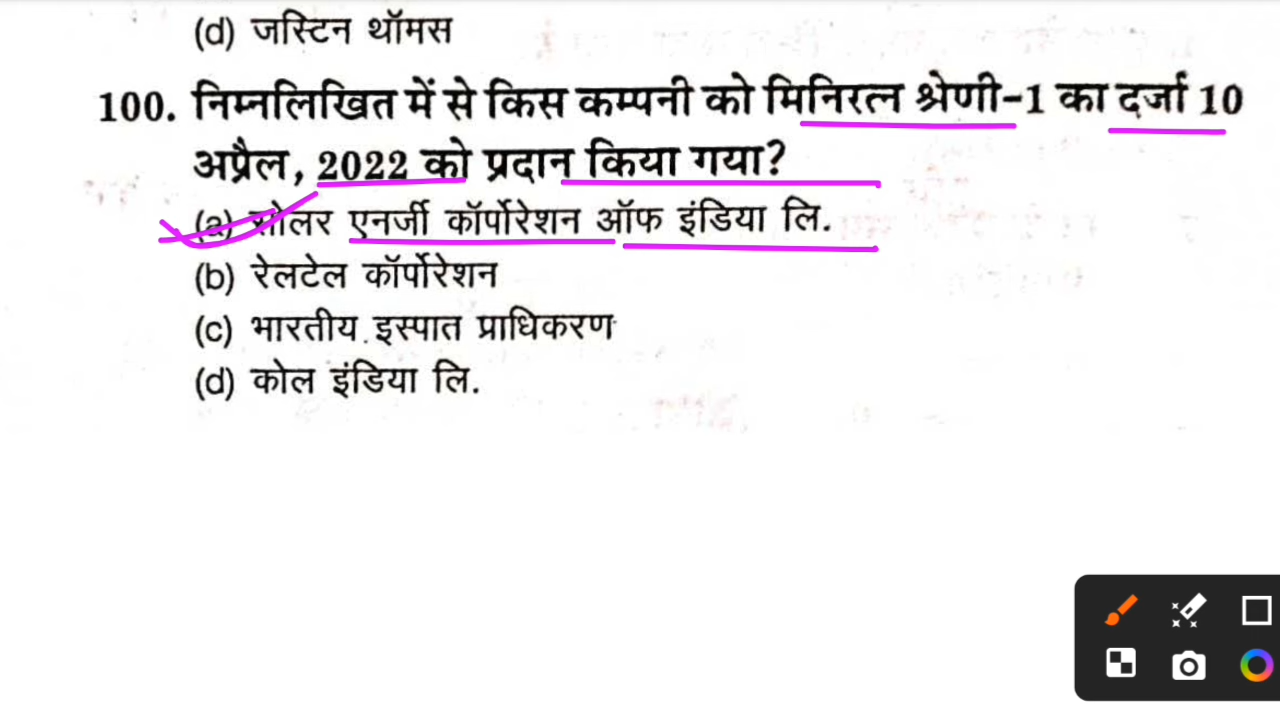 (d) जस्टिन थॉमस
100. निम्नलिखित में से किस कम्पनी को मिनिरत्न श्रेणी-1 का दर्जा 10
अप्रैल, 2022 को प्रदान किया गया?
(a) सोलर एनर्जी कॉर्पोरेशन ऑफ इंडिया लि.
(b) रेलटेल कॉर्पोरेशन
(c) भारतीय इस्पात प्राधिकरण
(d) कोल इंडिया लि.